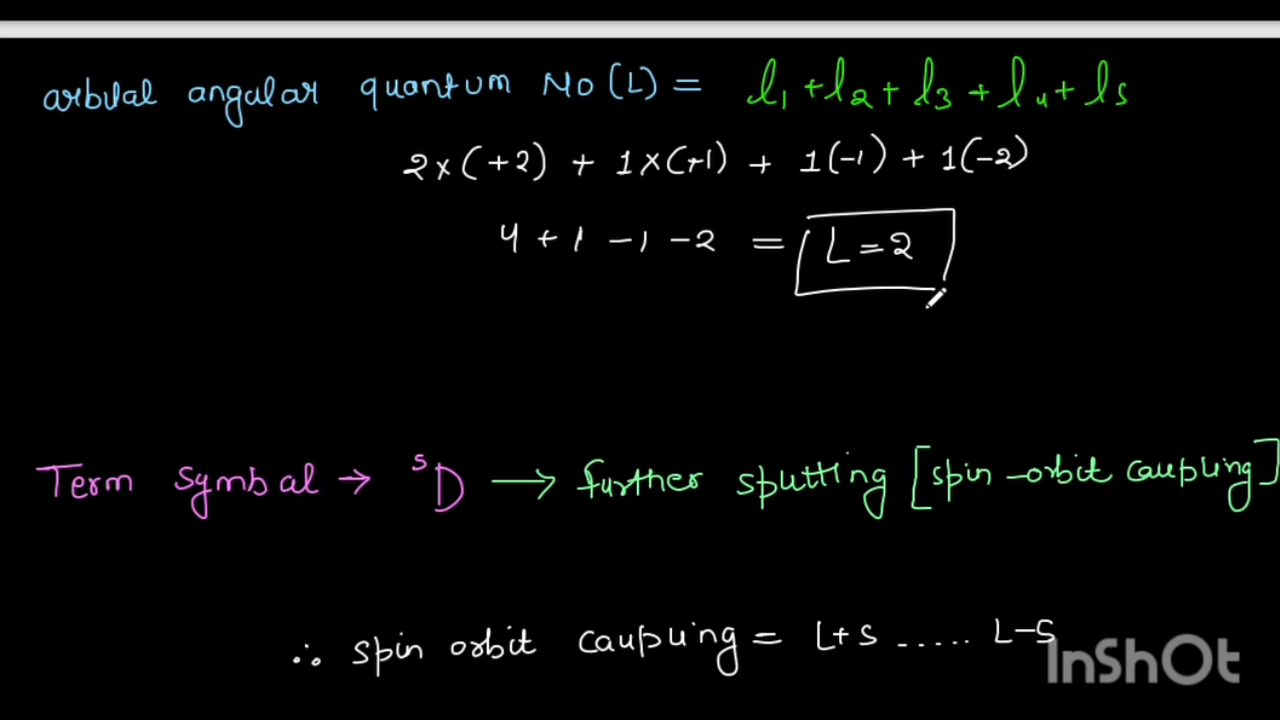 orbital angular quantum No (L) = l₁ + l₂ + l₃ + l₄ + l₅
2 × (+2) + 1 × (+1) + 1(-1) + 1(-2)
4 + 1 - 1 - 2 = L = 2
Term symbol → ⁵D → further splitting [spin-orbit coupling]
∴ spin orbit coupling = L+S ..... L-S
InShOt